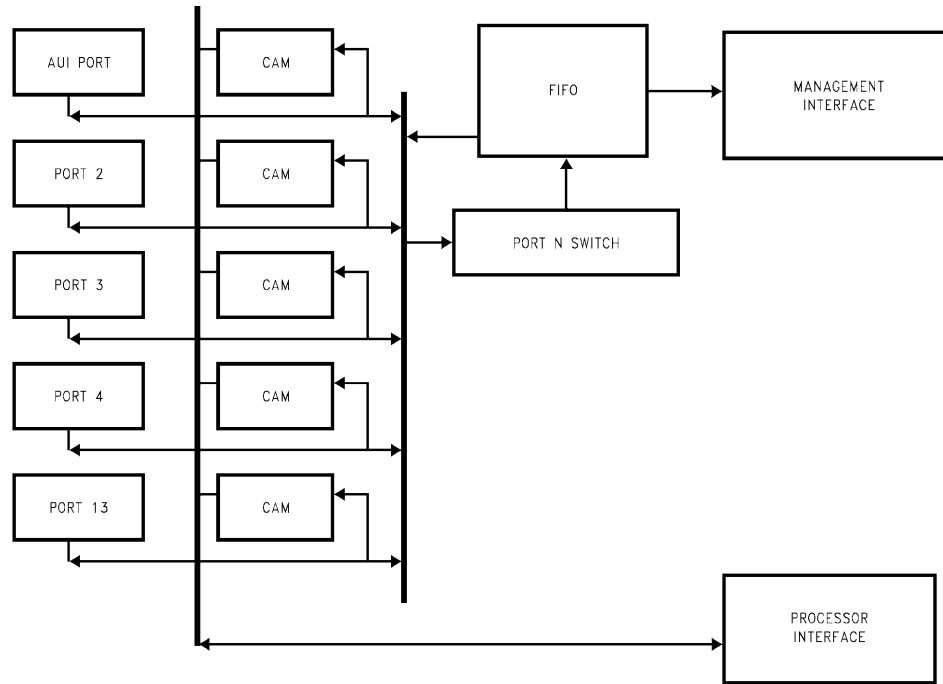 AUI PORT
CAM
FIFO
MANAGEMENT
INTERFACE
PORT 2
CAM
PORT N SWITCH
PORT 3
CAM
PORT 4
CAM
PORT 13
CAM
PROCESSOR
INTERFACE